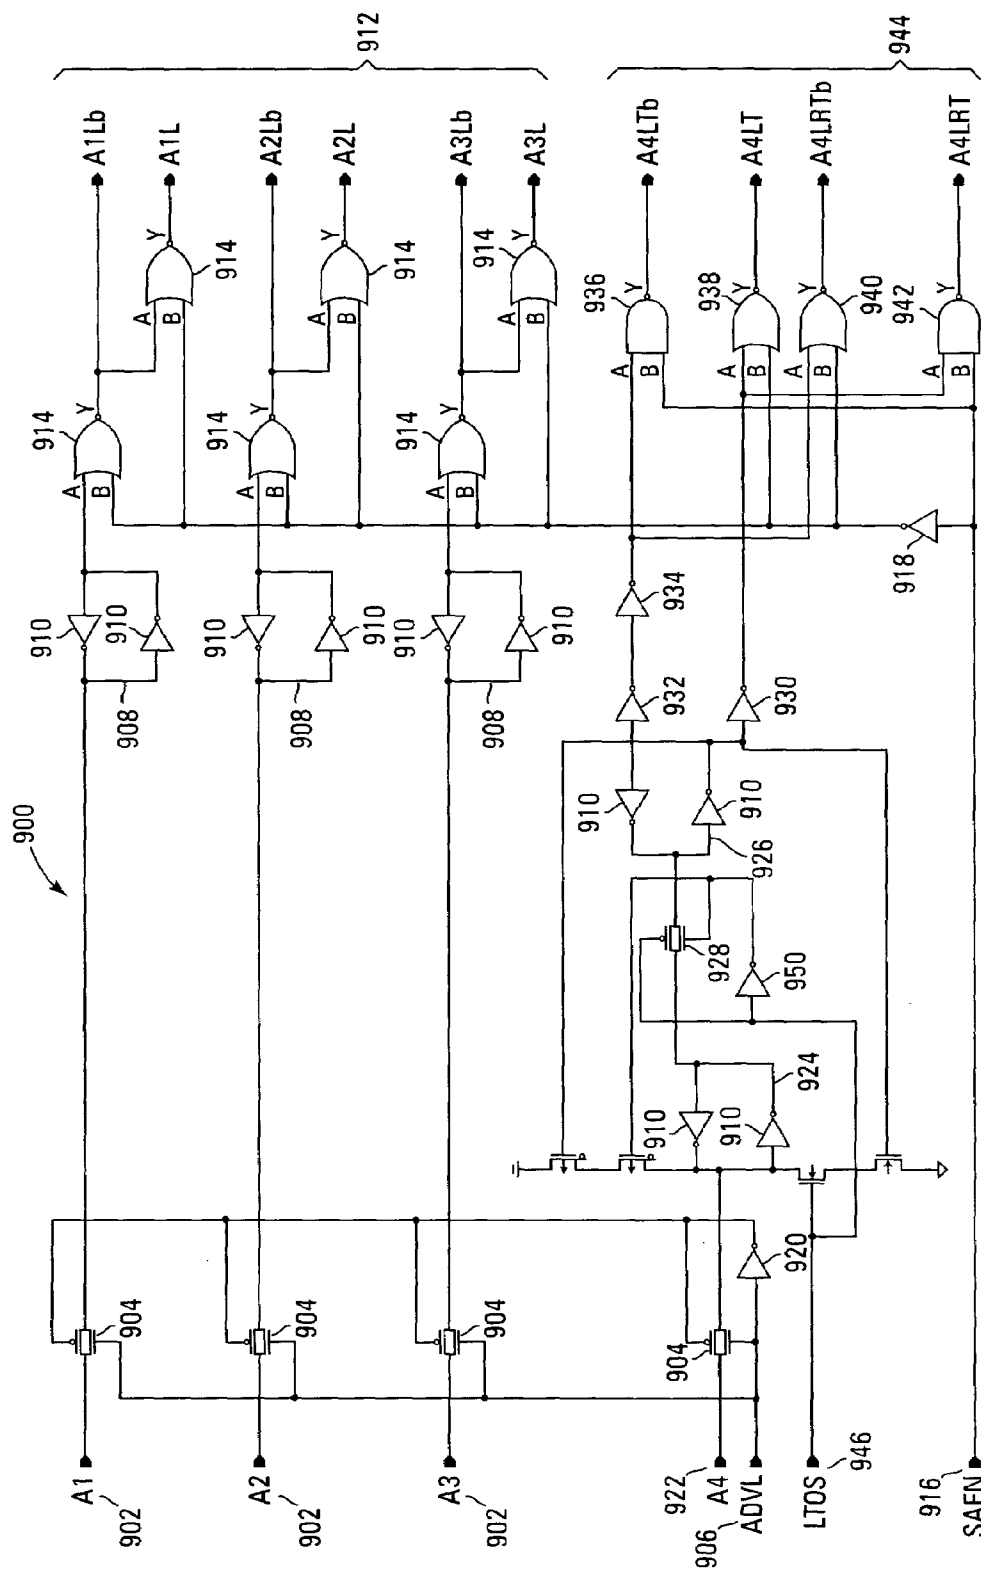 912
944
A1Lb
A1L
A2Lb
A2L
A3Lb
A3L
A4LTb
A4LT
A4LRTb
A4LRT
Y
914
A
B
Y
914
A
B
Y
914
A
B
Y
936
A
B
Y
938
A
B
Y
940
Y
942
A
B
Y
914
A
B
Y
914
A
B
Y
914
A
B
918
910
910
908
910
910
908
910
910
908
934
932
930
910
910
926
928
950
900
924
910
910
920
904
904
904
904
A1
902
A2
902
A3
902
A4
922
ADVL
906
LTOS
946
SAEN
916